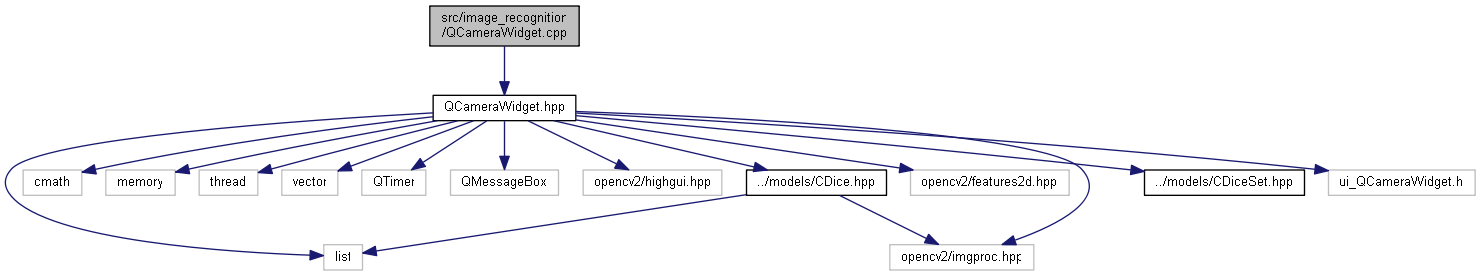 src/image_recognition
/QCameraWidget.cpp
QCameraWidget.hpp
cmath
memory
thread
vector
QTimer
QMessageBox
opencv2/highgui.hpp
../models/CDice.hpp
opencv2/features2d.hpp
../models/CDiceSet.hpp
ui_QCameraWidget.h
list
opencv2/imgproc.hpp